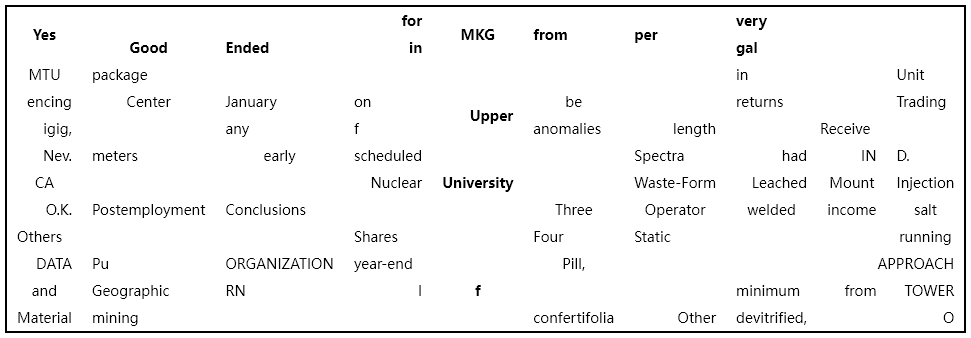 for very
Yes MKG from per
Good Ended in gal
MTU package in Unit
encing Center January on be returns Trading
Upper
igig, any f anomalies length Receive
Nev. meters early scheduled Spectra had IN D.
CA Nuclear University Waste-Form Leached Mount Injection
O.K. Postemployment Conclusions Three Operator welded income salt
Others Shares Four Static running
DATA Pu ORGANIZATION year-end Pill, APPROACH
and Geographic RN l f minimum from TOWER
Material mining confertifolia Other devitrified, O